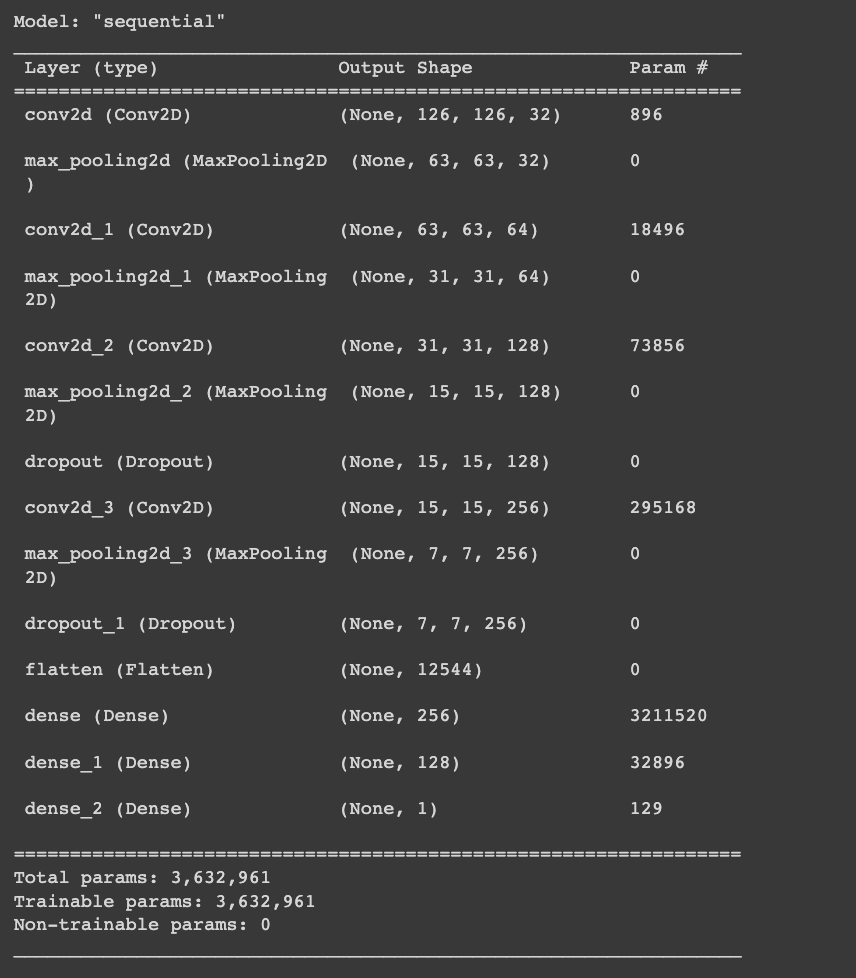 Model: "sequential"
Layer (type) Output Shape Param #
=================================================================
conv2d (Conv2D) (None, 126, 126, 32) 896
max_pooling2d (MaxPooling2D (None, 63, 63, 32) 0
)
conv2d_1 (Conv2D) (None, 63, 63, 64) 18496
max_pooling2d_1 (MaxPooling (None, 31, 31, 64) 0
2D)
conv2d_2 (Conv2D) (None, 31, 31, 128) 73856
max_pooling2d_2 (MaxPooling (None, 15, 15, 128) 0
2D)
dropout (Dropout) (None, 15, 15, 128) 0
conv2d_3 (Conv2D) (None, 15, 15, 256) 295168
max_pooling2d_3 (MaxPooling (None, 7, 7, 256) 0
2D)
dropout_1 (Dropout) (None, 7, 7, 256) 0
flatten (Flatten) (None, 12544) 0
dense (Dense) (None, 256) 3211520
dense_1 (Dense) (None, 128) 32896
dense_2 (Dense) (None, 1) 129
=================================================================
Total params: 3,632,961
Trainable params: 3,632,961
Non-trainable params: 0